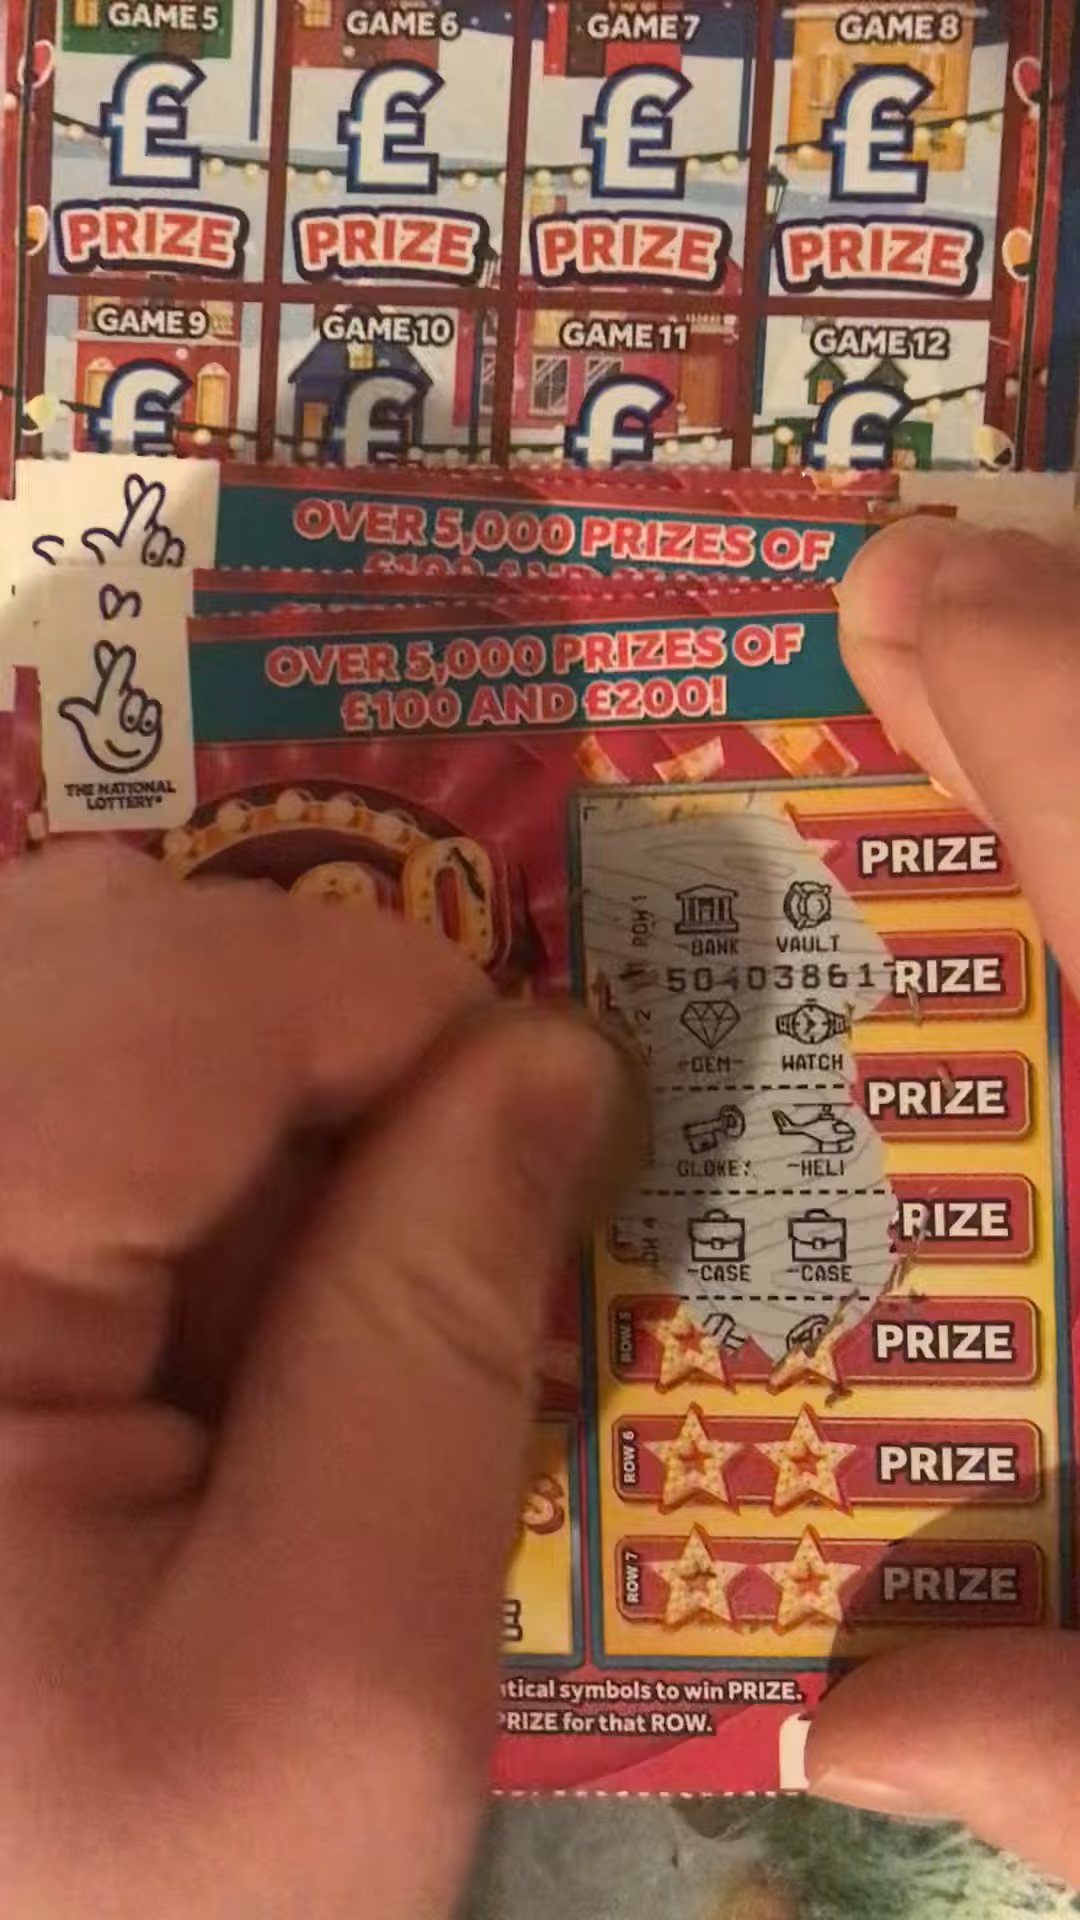 GAME 5 GAME 6 GAME 7 GAME 8
£ £ £ £
PRIZE PRIZE PRIZE PRIZE
GAME 9 GAME 10 GAME 11 GAME 12
£ £ £ £
OVER 5,000 PRIZES OF
OVER 5,000 PRIZES OF
£100 AND £200!
THE NATIONAL
LOTTERY®
PRIZE
BANK VAULT
RIZE
GEM WATCH
PRIZE
HELI
PRIZE
CASE CASE
ROW 5 PRIZE
ROW 6 PRIZE
ROW 7 PRIZE
tical symbols to win PRIZE.
PRIZE for that ROW.